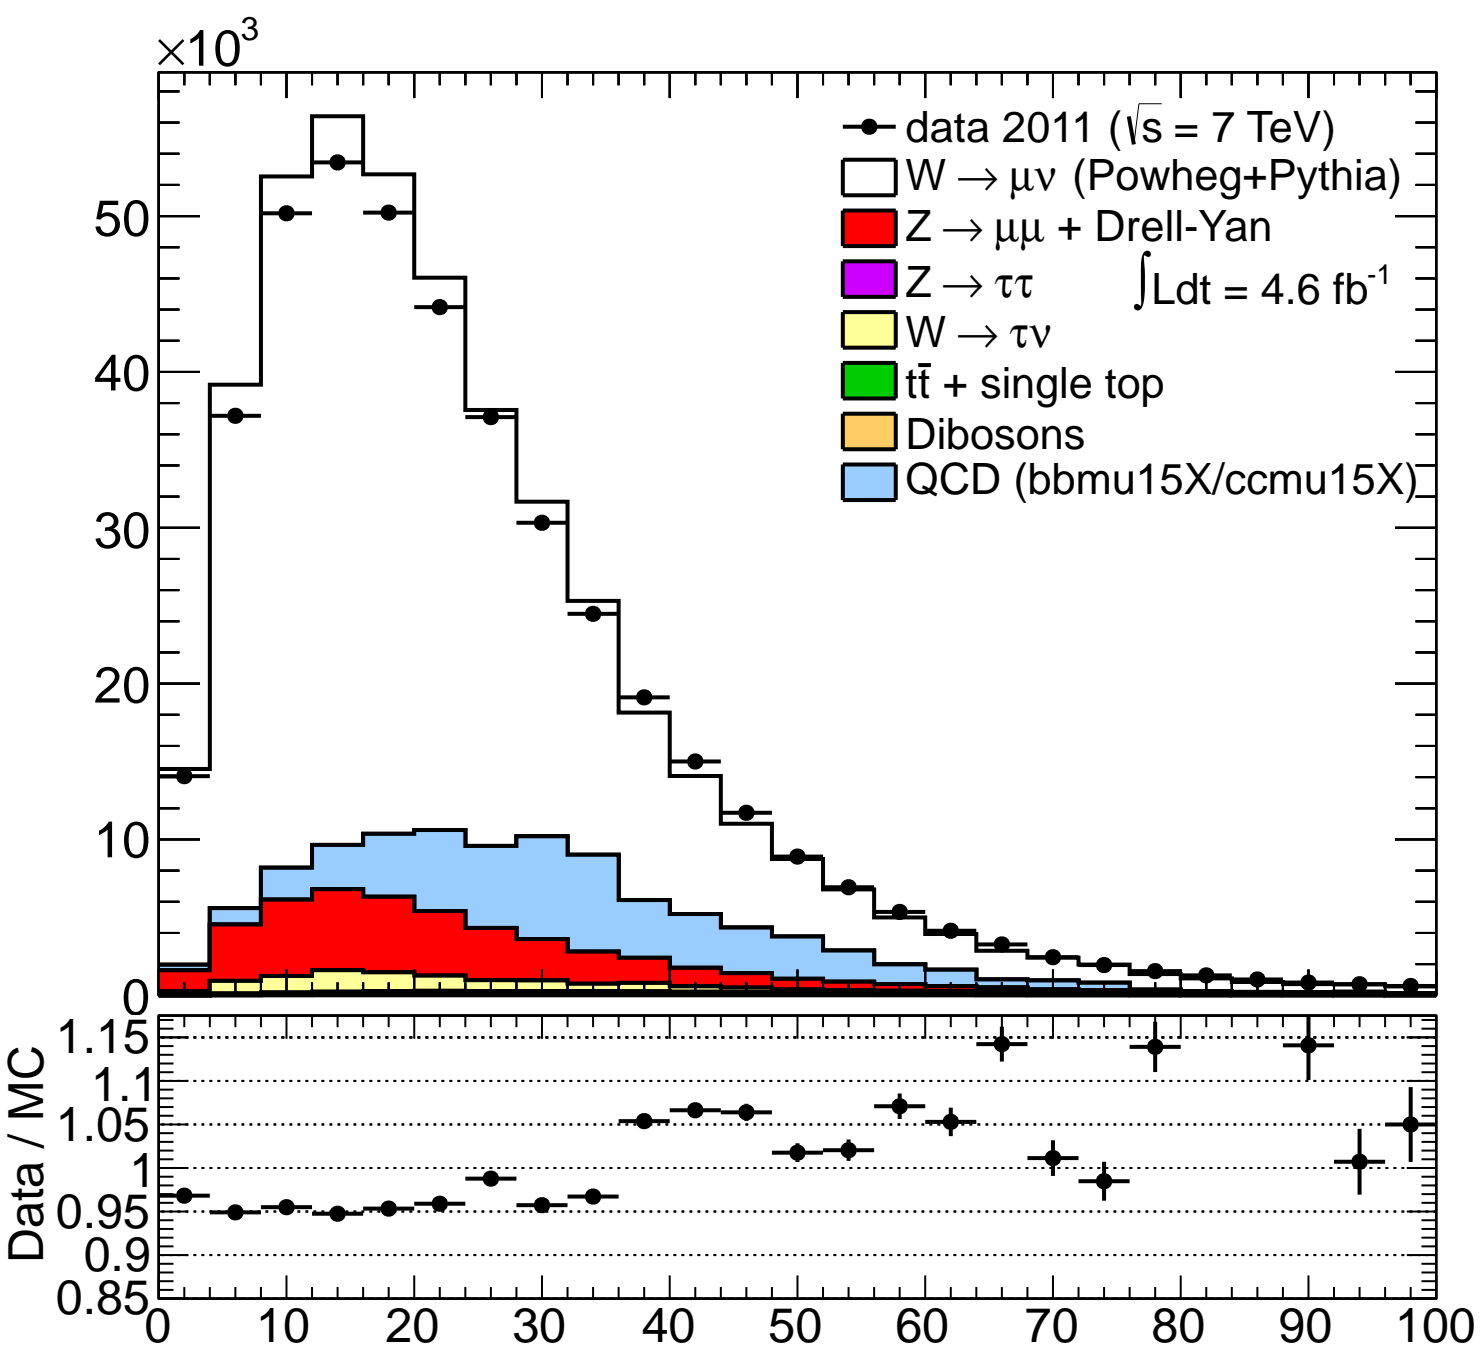 ×10³
data 2011 (√s = 7 TeV)
W → μν (Powheg+Pythia)
Z → μμ + Drell-Yan
Z → ττ
∫Ldt = 4.6 fb⁻¹
W → τν
tt̄ + single top
Dibosons
QCD (bbmu15X/ccmu15X)
50
40
30
20
10
0
Data / MC
1.15
1.1
1.05
1
0.95
0.9
0.85
0 10 20 30 40 50 60 70 80 90 100